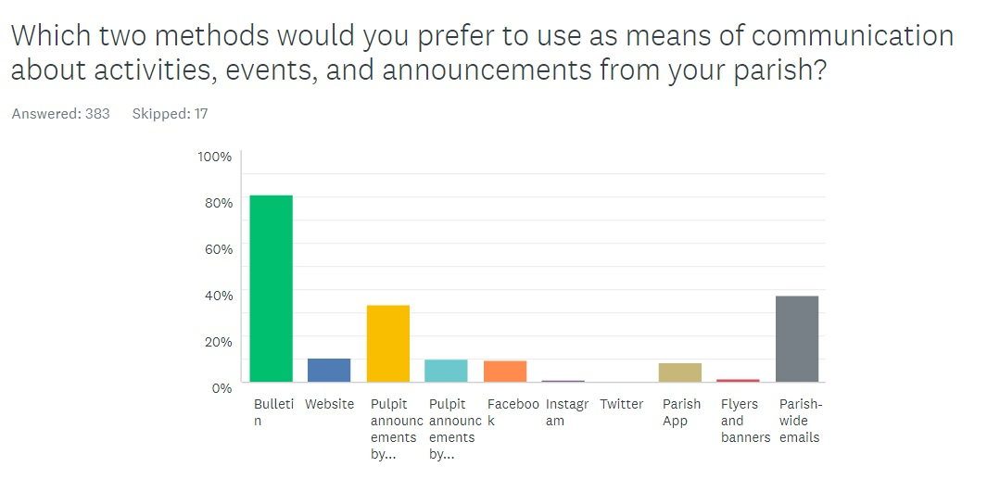 Which two methods would you prefer to use as means of communication
about activities, events, and announcements from your parish?
Answered: 383 Skipped: 17
100%
80%
60%
40%
20%
0%
Bulleti Website Pulpit Pulpit Faceboo Instagr Twitter Parish Flyers Parish-
n announc announc k am App and wide
ements ements banners emails
by... by...